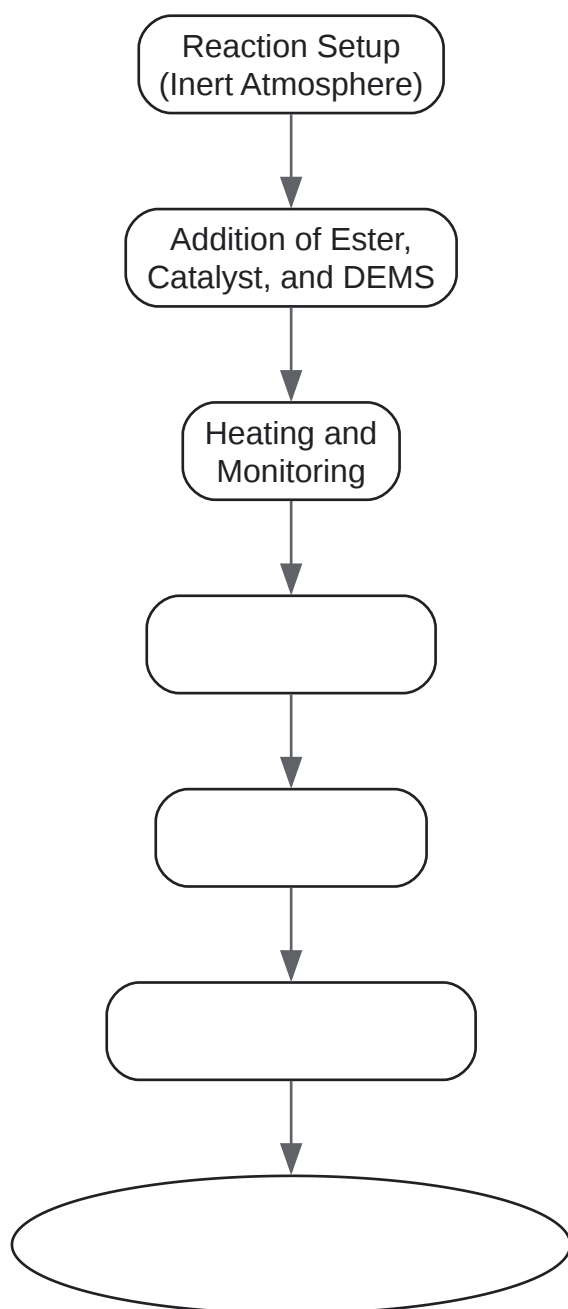 Reaction Setup
(Inert Atmosphere)
Addition of Ester,
Catalyst, and DEMS
Heating and
Monitoring